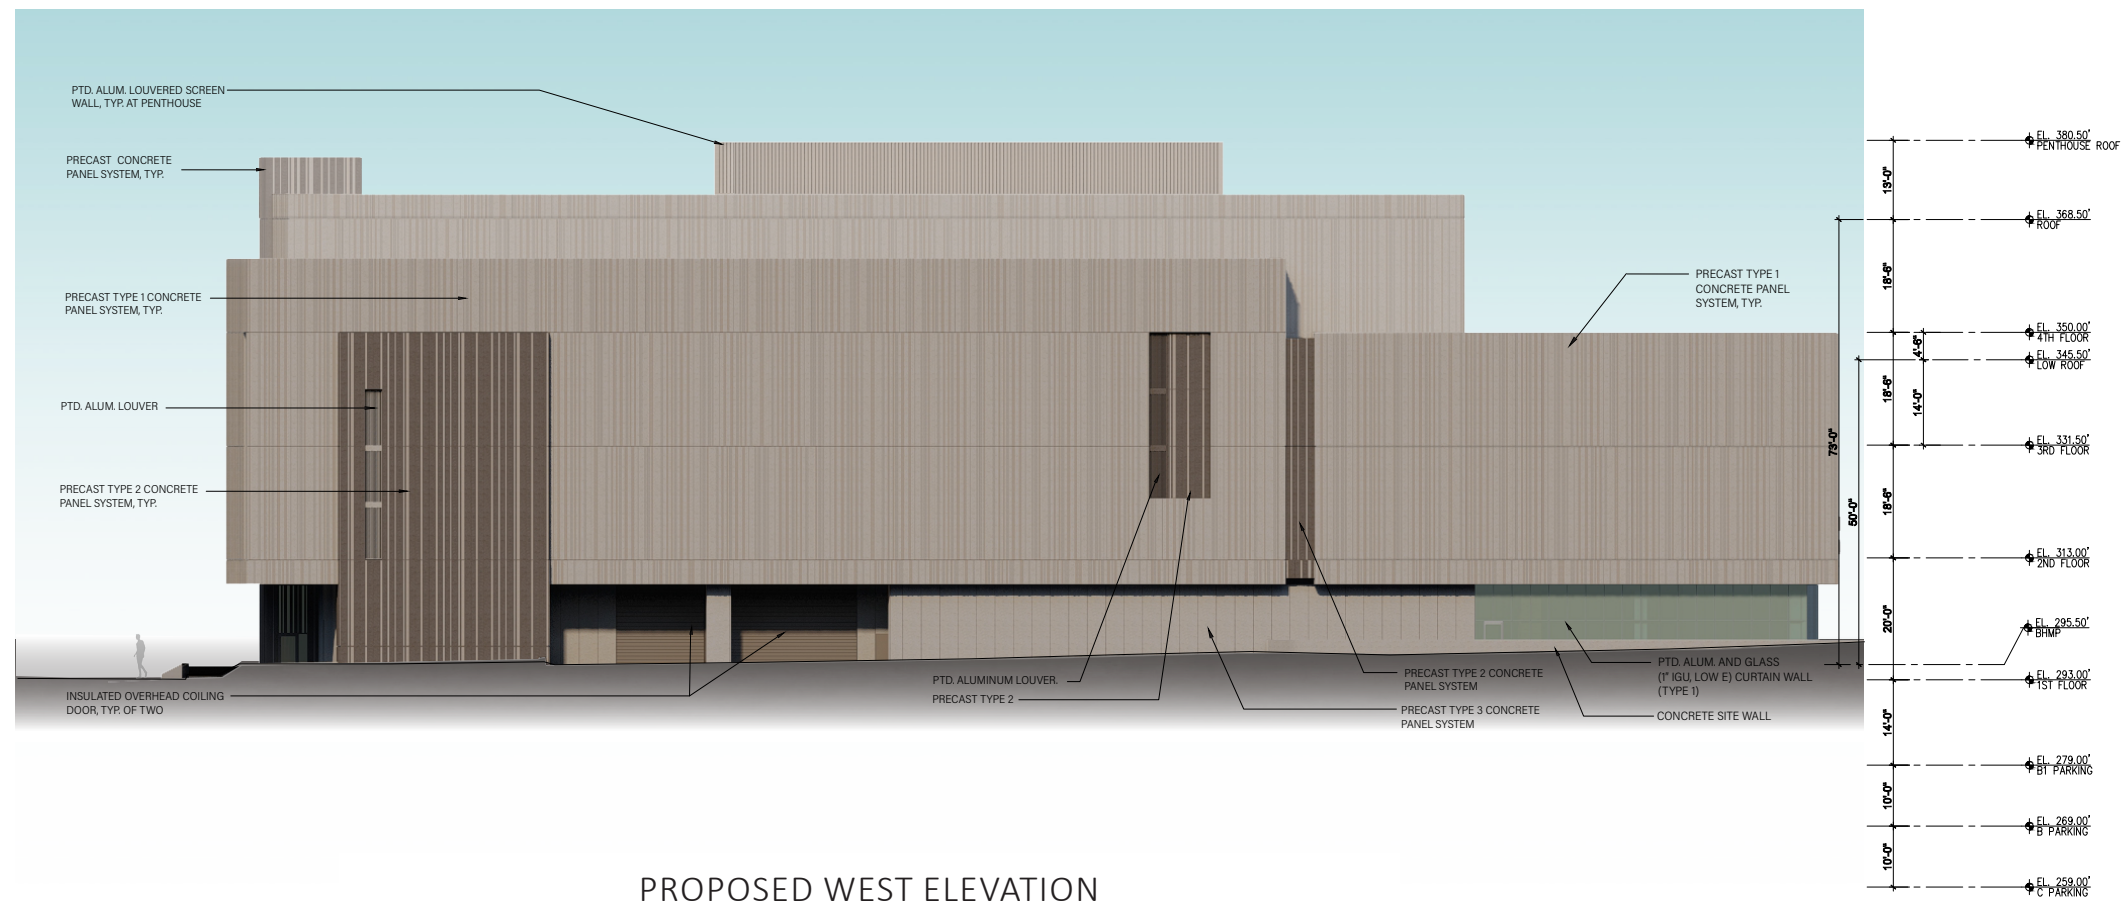 PTD. ALUM. LOUVERED SCREEN
WALL, TYP. AT PENTHOUSE
PRECAST CONCRETE
PANEL SYSTEM, TYP.
PRECAST TYPE 1 CONCRETE
PANEL SYSTEM, TYP.
PTD. ALUM. LOUVER
PRECAST TYPE 2 CONCRETE
PANEL SYSTEM, TYP.
INSULATED OVERHEAD COILING
DOOR, TYP. OF TWO
PTD. ALUMINUM LOUVER.
PRECAST TYPE 2
PRECAST TYPE 2 CONCRETE
PANEL SYSTEM
PRECAST TYPE 3 CONCRETE
PANEL SYSTEM
PTD. ALUM. AND GLASS
(1" IGU, LOW E) CURTAIN WALL
(TYPE 1)
CONCRETE SITE WALL
PRECAST TYPE 1
CONCRETE PANEL
SYSTEM, TYP.
73'-0"
50'-0"
13'-0"
18'-6"
18'-6"
18'-6"
20'-0"
14'-0"
10'-0"
10'-0"
4'-6"
14'-0"
EL. 380.50'
PENTHOUSE ROOF
EL. 368.50'
ROOF
EL. 350.00'
4TH FLOOR
EL. 345.50'
LOW ROOF
EL. 331.50'
3RD FLOOR
EL. 313.00'
2ND FLOOR
EL. 295.50'
BHMP
EL. 293.00'
1ST FLOOR
EL. 279.00'
B1 PARKING
EL. 269.00'
B PARKING
EL. 259.00'
C PARKING
PROPOSED WEST ELEVATION